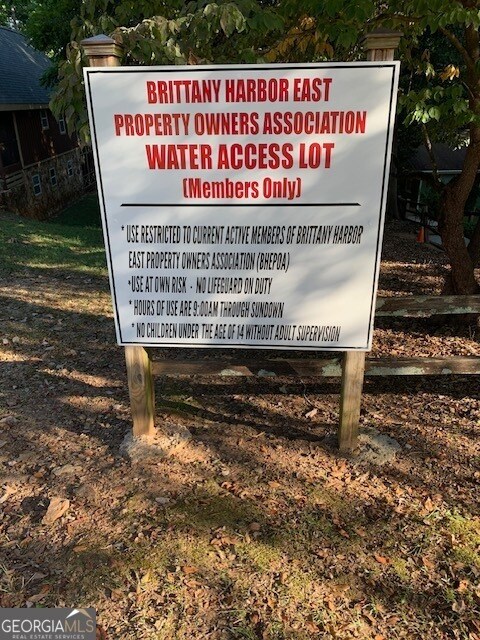 BRITTANY HARBOR EAST
PROPERTY OWNERS ASSOCIATION
WATER ACCESS LOT
(Members Only)
* USE RESTRICTED TO CURRENT ACTIVE MEMBERS OF BRITTANY HARBOR
EAST PROPERTY OWNERS ASSOCIATION (BHEPOA)
*USE AT OWN RISK - NO LIFEGUARD ON DUTY
* HOURS OF USE ARE 9:00AM THROUGH SUNDOWN
* NO CHILDREN UNDER THE AGE OF 14 WITHOUT ADULT SUPERVISION
GEORGIAMLS
REAL ESTATE SERVICES